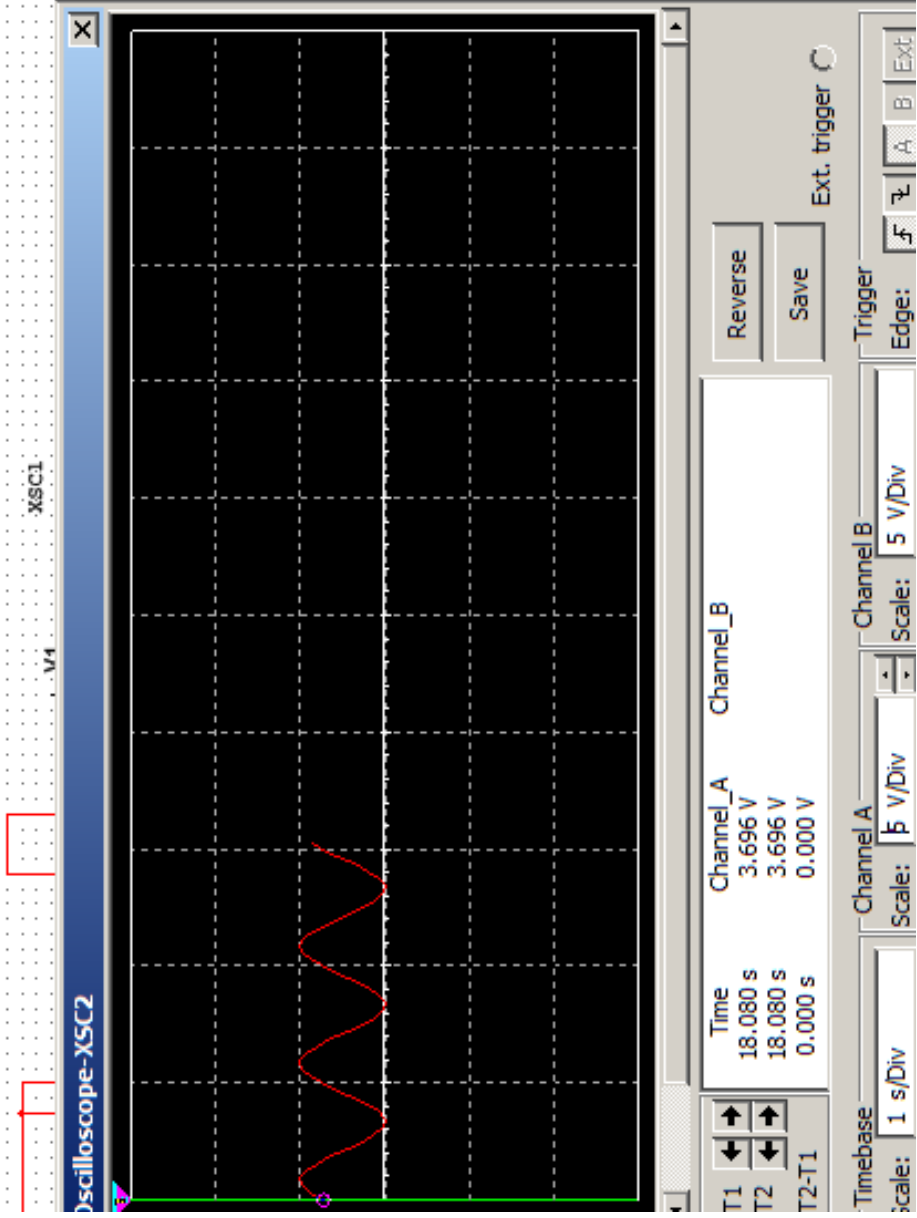 XSC1
V1
Oscilloscope-XSC2
T1
T2
T2-T1
Time Channel_A Channel_B
18.080 s 3.696 V
18.080 s 3.696 V
0.000 s 0.000 V
Reverse
Save
Ext. trigger
Timebase
Scale: 1 s/Div
Channel A
Scale: 5 V/Div
Channel B
Scale: 5 V/Div
Trigger
Edge: A B Ext